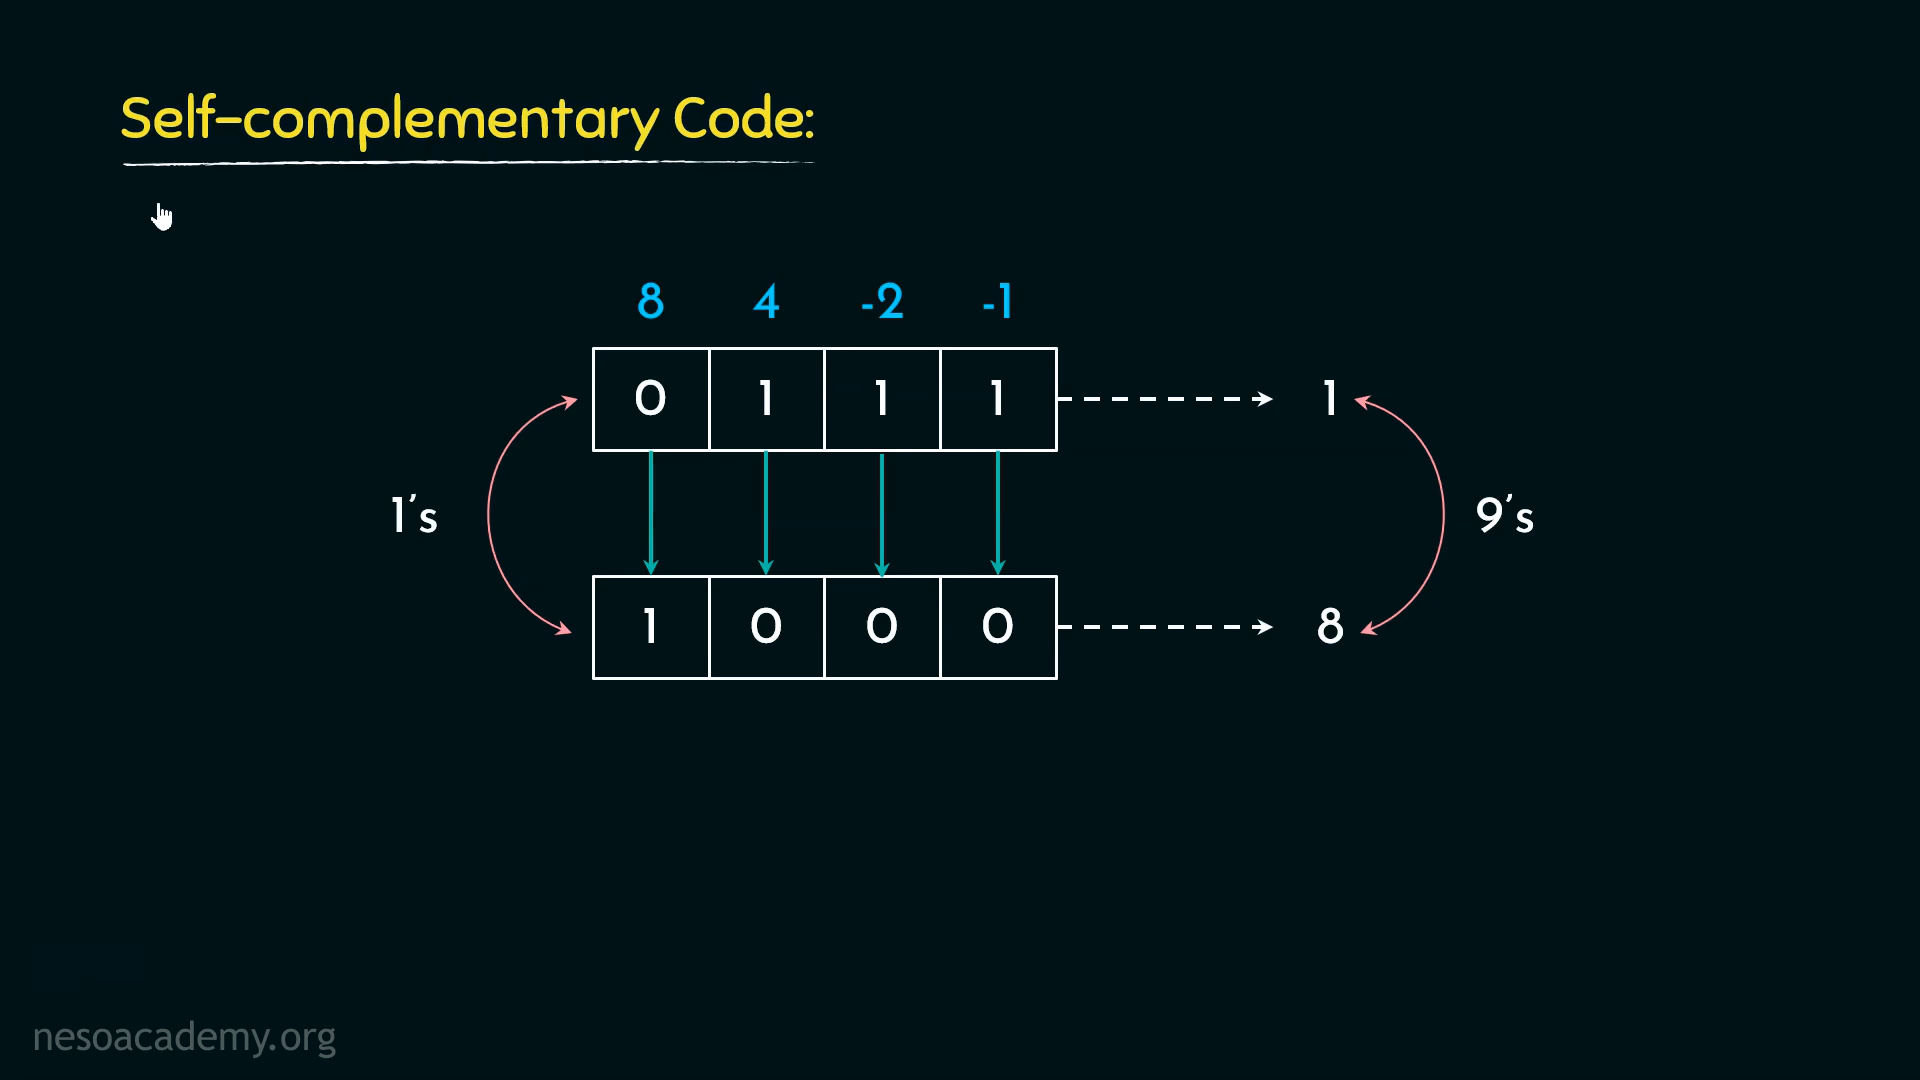 Self-complementary Code:
8 4 -2 -1
0 1 1 1 1
1's 9's
1 0 0 0 8
nesoacademy.org